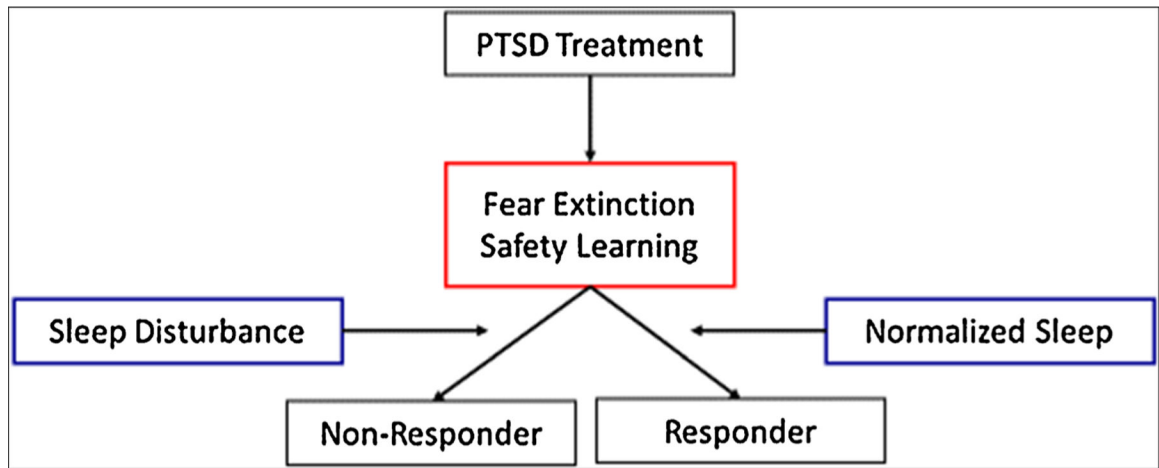 PTSD Treatment
Fear Extinction
Safety Learning
Sleep Disturbance
Normalized Sleep
Non-Responder
Responder